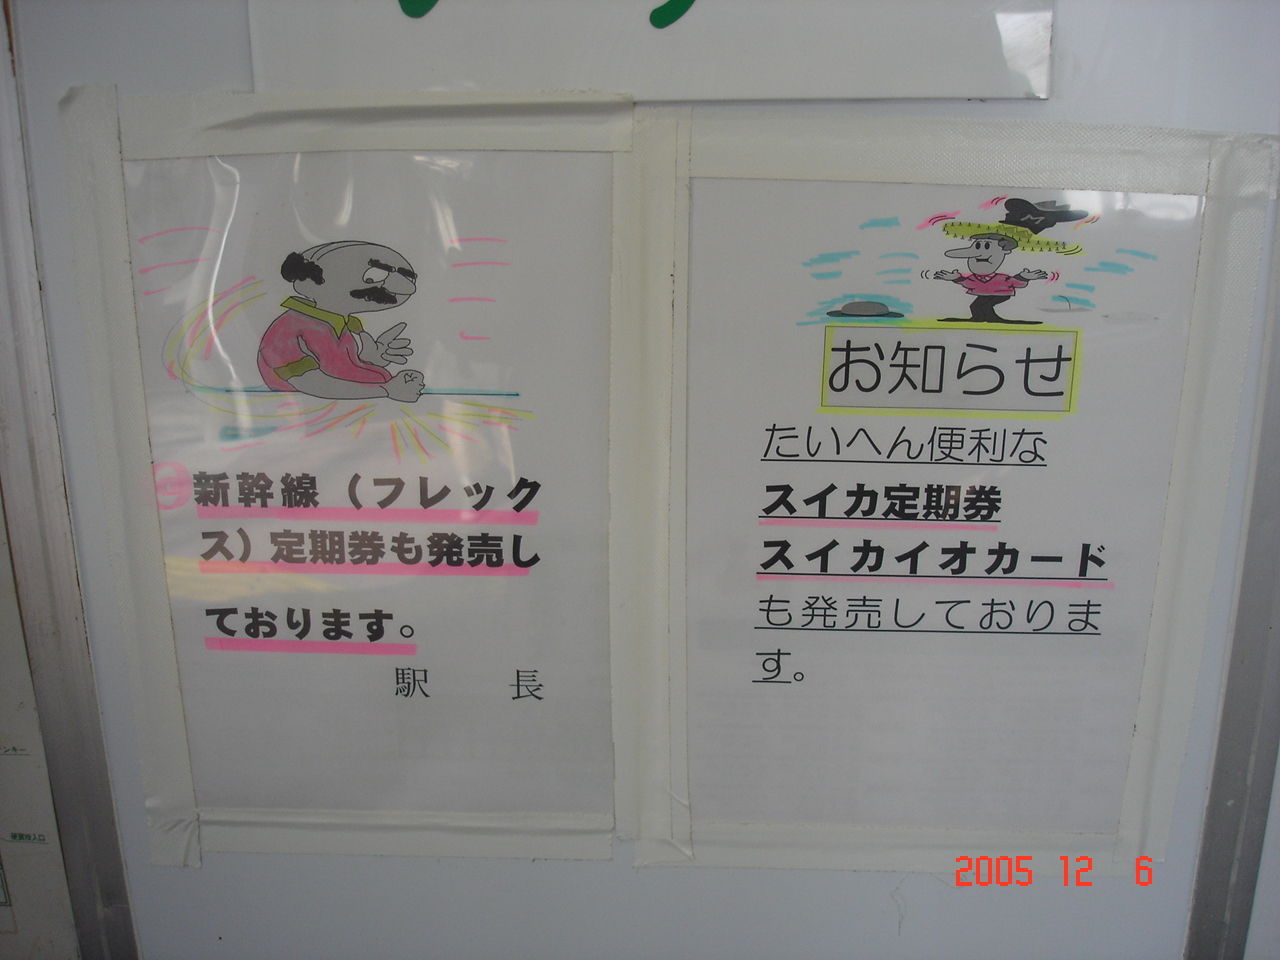 新幹線（フレック
ス）定期券も発売し
ております。
駅　長
M
お知らせ
たいへん便利な
スイカ定期券
スイカイオカード
も発売しておりま
す。
2005 12 6